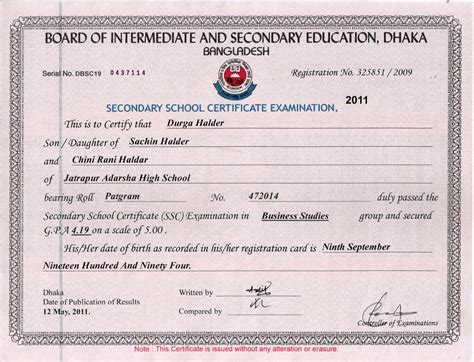 BOARD OF INTERMEDIATE AND SECONDARY EDUCATION, DHAKA
BANGLADESH
Serial No. DBSC19 0437114
Registration No. 325851 / 2009
SECONDARY SCHOOL CERTIFICATE EXAMINATION, 2011
This is to Certify that Durga Halder
Son / Daughter of Sachin Halder
and Chini Rani Haldar
of Jatrapur Adarsha High School
bearing Roll Patgram No. 472014 duly passed the
Secondary School Certificate (SSC) Examination in Business Studies group and secured
G.P.A 4.19 on a scale of 5.00 .
His/Her date of birth as recorded in his/her registration card is Ninth September
Nineteen Hundred And Ninety Four.
Dhaka
Date of Publication of Results
12 May, 2011.
Written by
Compared by
Controller of Examinations
Note : This Certificate is issued without any alteration or erasure.